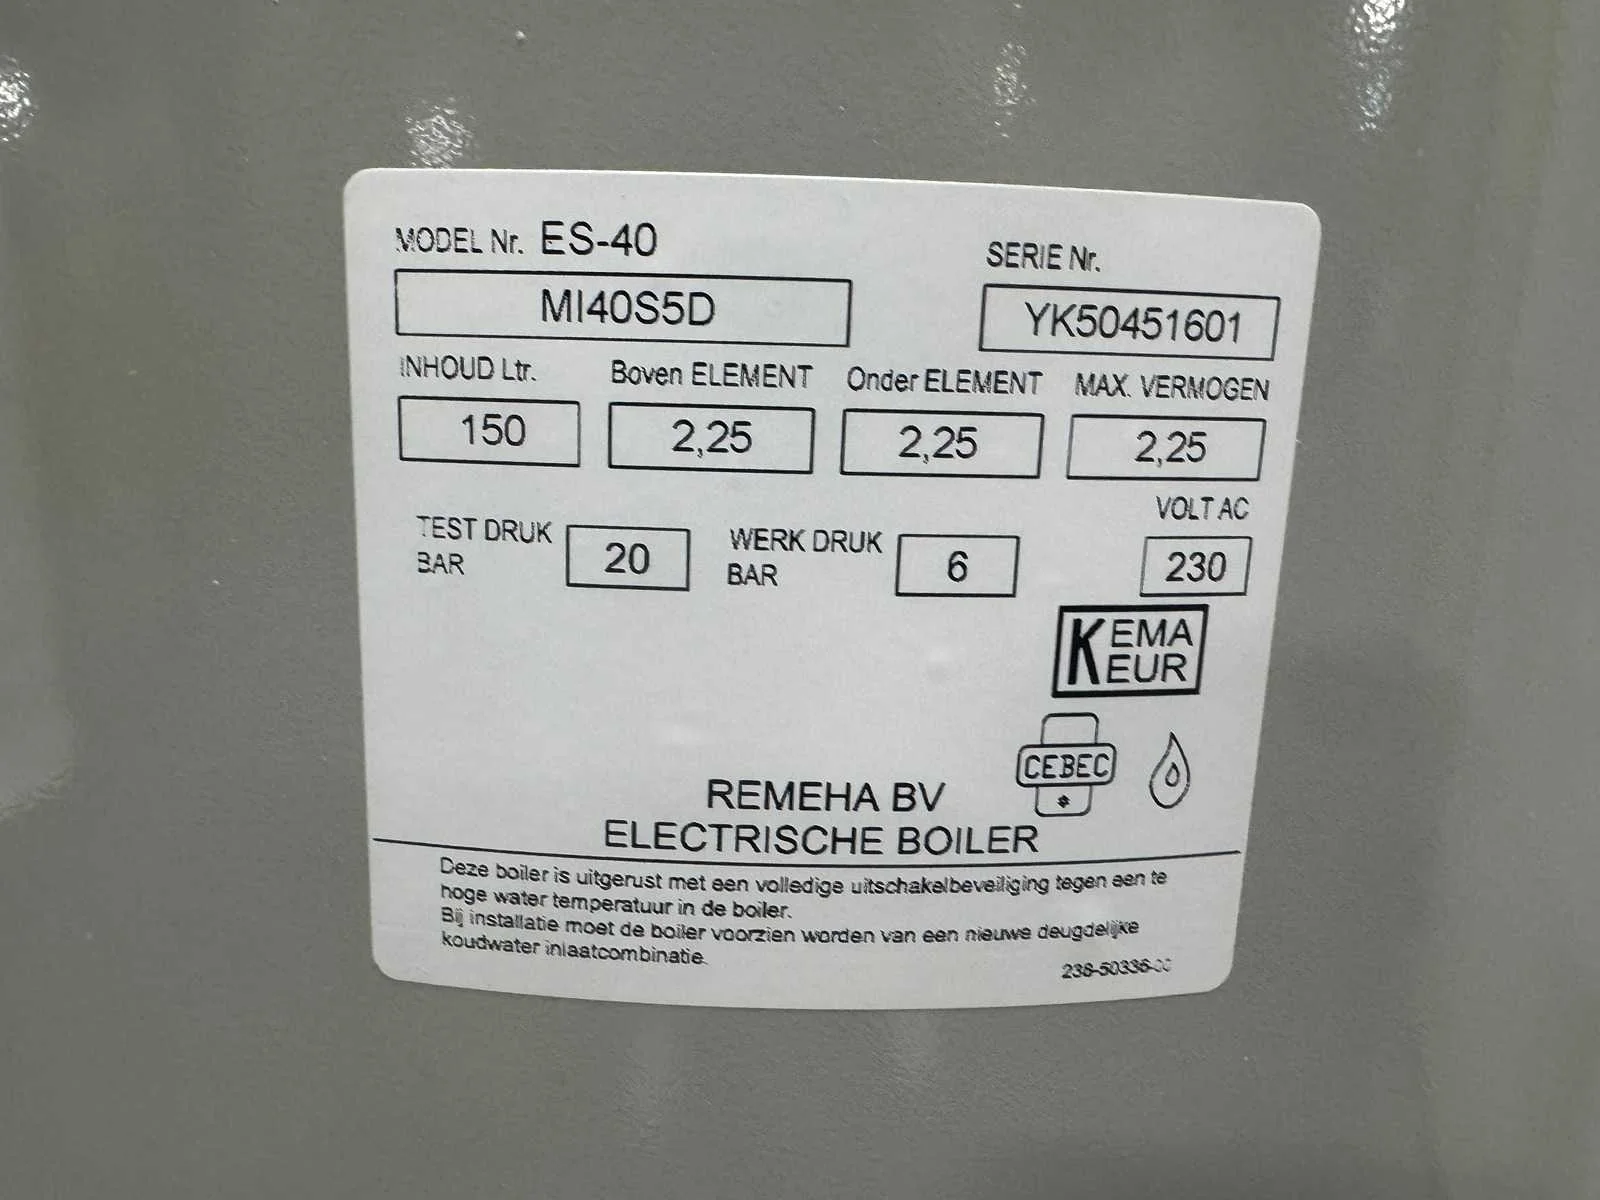 MODEL Nr. ES-40
SERIE Nr.
MI40S5D
YK50451601
INHOUD Ltr.
Boven ELEMENT
Onder ELEMENT
MAX. VERMOGEN
150
2,25
2,25
2,25
VOLT AC
TEST DRUK
BAR
20
WERK DRUK
BAR
6
230
KEMA
KEUR
CEBEC
REMEHA BV
ELECTRISCHE BOILER
Deze boiler is uitgerust met een volledige uitschakelbeveiliging tegen een te
hoge water temperatuur in de boiler.
Bij installatie moet de boiler voorzien worden van een nieuwe deugdelijke
koudwater inlaatcombinatie.
238-50336-00